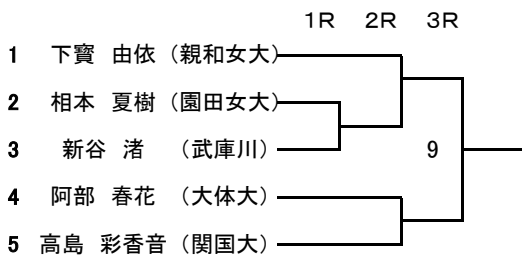 1R 2R 3R
1 下寳 由依 (親和女大)
2 相本 夏樹 (園田女大)
3 新谷 渚 (武庫川)
9
4 阿部 春花 (大体大)
5 高島 彩香音 (関国大)